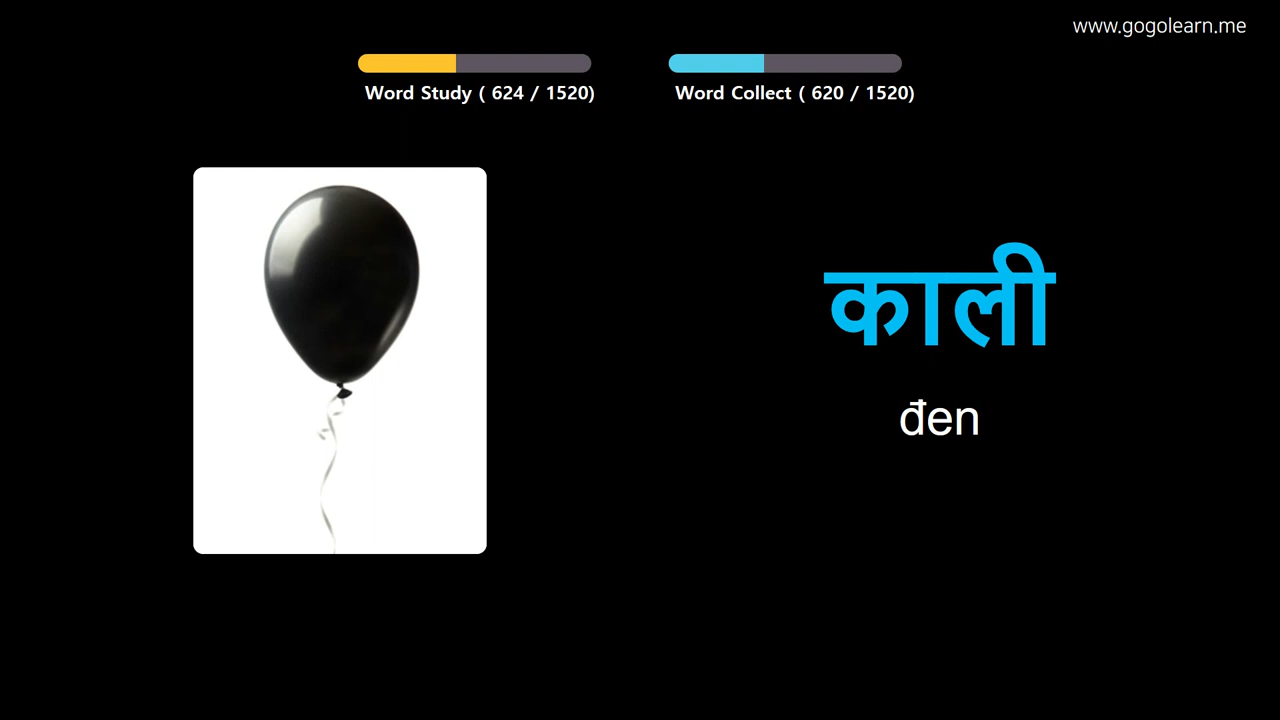 www.gogolearn.me
Word Study ( 624 / 1520)
Word Collect ( 620 / 1520)
काली
đen